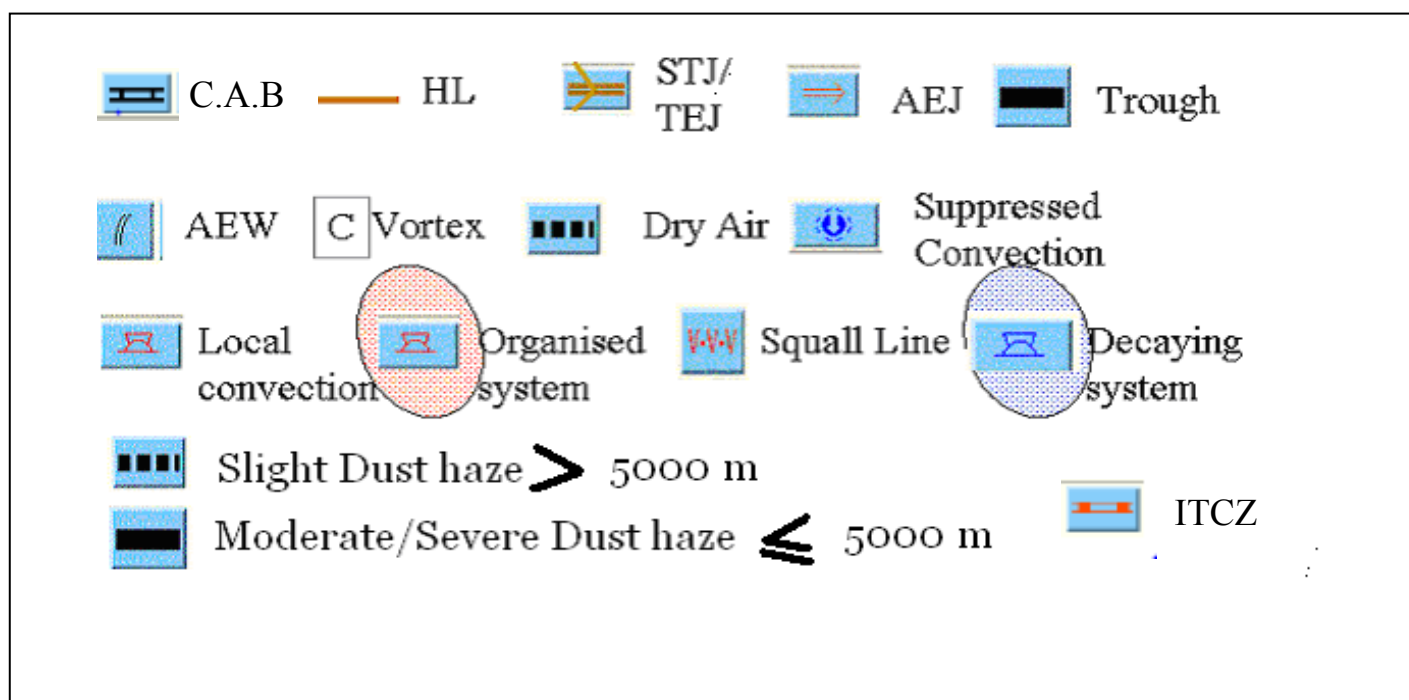 C.A.B HL STJ/ AEJ Trough
TEJ
AEW C Vortex Dry Air Suppressed
Convection
Local Organised V.V.V Squall Line Decaying
convection system system
Slight Dust haze > 5000 m
ITCZ
Moderate/Severe Dust haze ≤ 5000 m